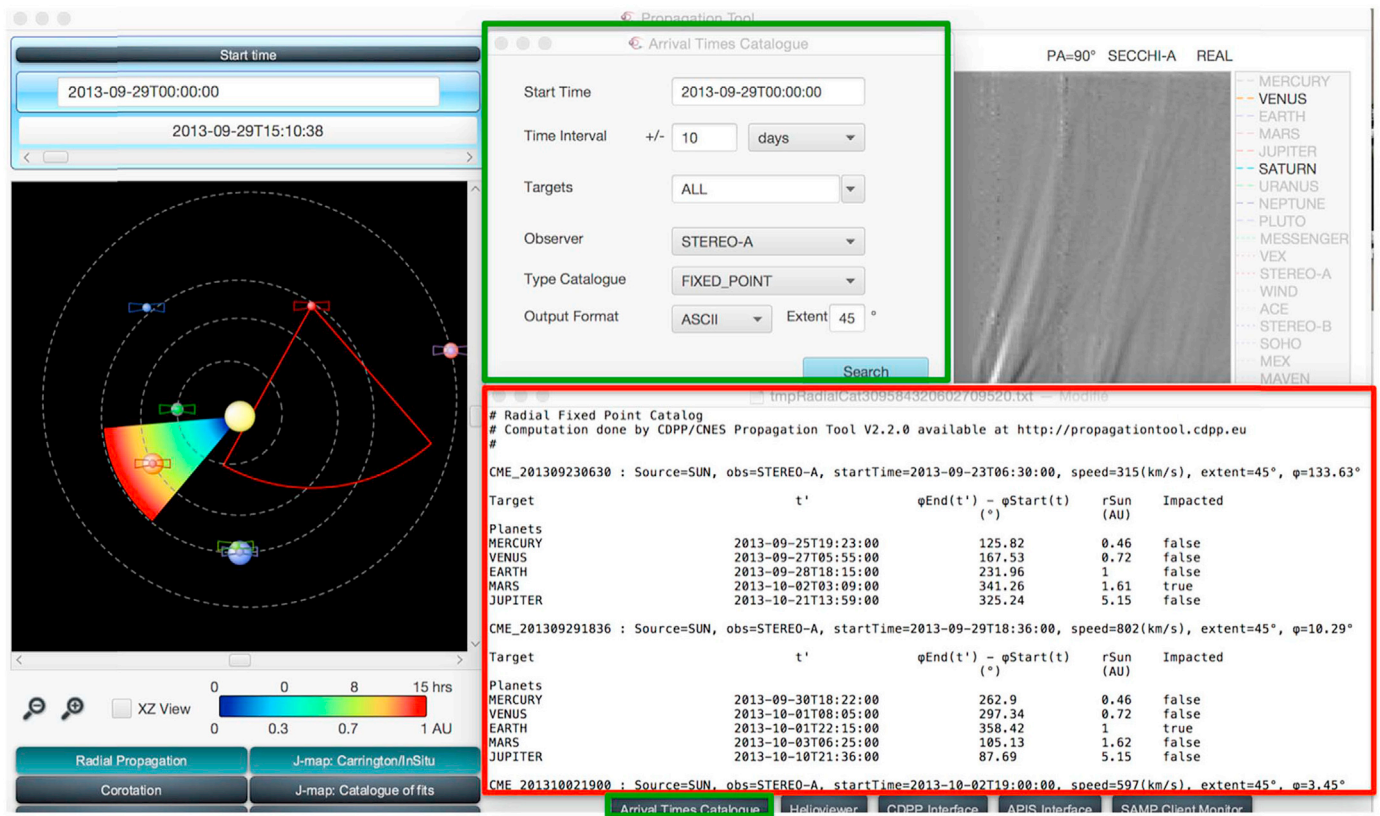 Propagation Tool
Start time
2013-09-29T00:00:00
2013-09-29T15:10:38
Arrival Times Catalogue
Start Time 2013-09-29T00:00:00
Time Interval +/- 10 days
Targets ALL
Observer STEREO-A
Type Catalogue FIXED_POINT
Output Format ASCII Extent 45 °
Search
PA=90° SECCHI-A REAL
MERCURY
VENUS
EARTH
MARS
JUPITER
SATURN
URANUS
NEPTUNE
PLUTO
MESSENGER
VEX
STEREO-A
WIND
ACE
STEREO-B
SOHO
MEX
MAVEN
tmpRadialCat309584320602709520.txt — Modifié
# Radial Fixed Point Catalog
# Computation done by CDPP/CNES Propagation Tool V2.2.0 available at http://propagationtool.cdpp.eu
#
CME_201309230630 : Source=SUN, obs=STEREO-A, startTime=2013-09-23T06:30:00, speed=315(km/s), extent=45°, φ=133.63°
Target t' φEnd(t') – φStart(t) rSun Impacted
(°) (AU)
Planets
MERCURY 2013-09-25T19:23:00 125.82 0.46 false
VENUS 2013-09-27T05:55:00 167.53 0.72 false
EARTH 2013-09-28T18:15:00 231.96 1 false
MARS 2013-10-02T03:09:00 341.26 1.61 true
JUPITER 2013-10-21T13:59:00 325.24 5.15 false
CME_201309291836 : Source=SUN, obs=STEREO-A, startTime=2013-09-29T18:36:00, speed=802(km/s), extent=45°, φ=10.29°
Target t' φEnd(t') – φStart(t) rSun Impacted
(°) (AU)
Planets
MERCURY 2013-09-30T18:22:00 262.9 0.46 false
VENUS 2013-10-01T08:05:00 297.34 0.72 false
EARTH 2013-10-01T22:15:00 358.42 1 true
MARS 2013-10-03T06:25:00 105.13 1.62 false
JUPITER 2013-10-10T21:36:00 87.69 5.15 false
CME_201310021900 : Source=SUN, obs=STEREO-A, startTime=2013-10-02T19:00:00, speed=597(km/s), extent=45°, φ=3.45°
XZ View
0 0 8 15 hrs
0 0.3 0.7 1 AU
Radial Propagation J-map: Carrington/InSitu
Corotation J-map: Catalogue of fits
Arrival Times Catalogue Helioviewer CDPP Interface APIS Interface SAMP Client Monitor